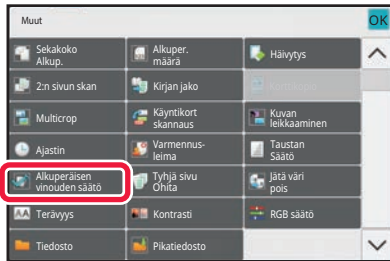 Muut
OK
Sekakoko
Alkup.
Alkuper.
määrä
Häivytys
2:n sivun skan
Kirjan jako
Multicrop
Käyntikort
skannaus
Kuvan
leikkaaminen
Ajastin
Varmennus-
leima
Taustan
Säätö
Alkuperäisen
vinouden säätö
Tyhjä sivu
Ohita
Jätä väri
pois
Terävyys
Kontrasti
RGB säätö
Tiedosto
Pikatiedosto